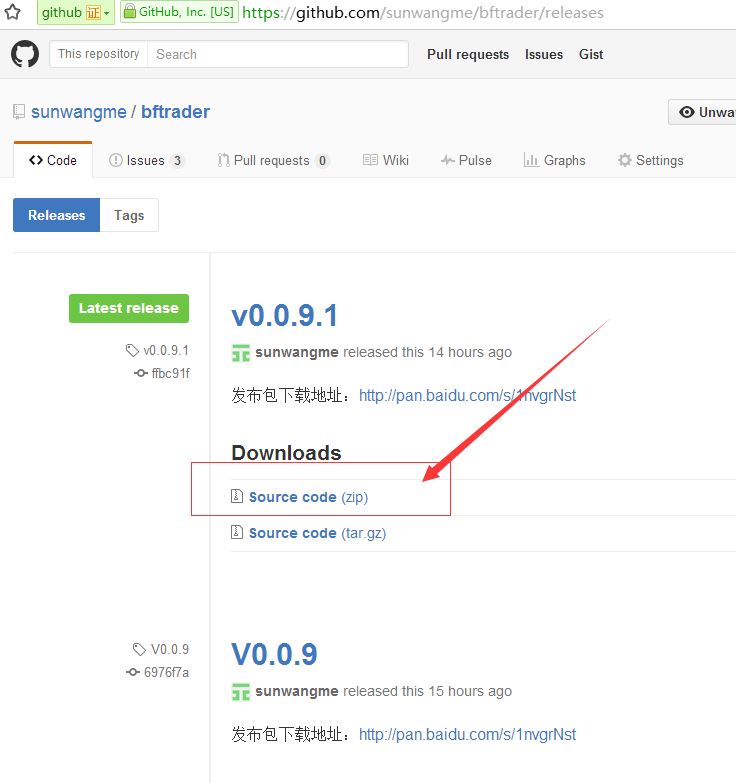 github 证 GitHub, Inc. [US] https://github.com/sunwangme/bftrader/releases
This repository Search Pull requests Issues Gist
sunwangme / bftrader Unwa
Code Issues 3 Pull requests 0 Wiki Pulse Graphs Settings
Releases Tags
Latest release v0.0.9.1
v0.0.9.1 sunwangme released this 14 hours ago
ffbc91f
发布包下载地址：http://pan.baidu.com/s/1nvgrNst
Downloads
Source code (zip)
Source code (tar.gz)
V0.0.9 V0.0.9
6976f7a
sunwangme released this 15 hours ago
发布包下载地址：http://pan.baidu.com/s/1nvgrNst